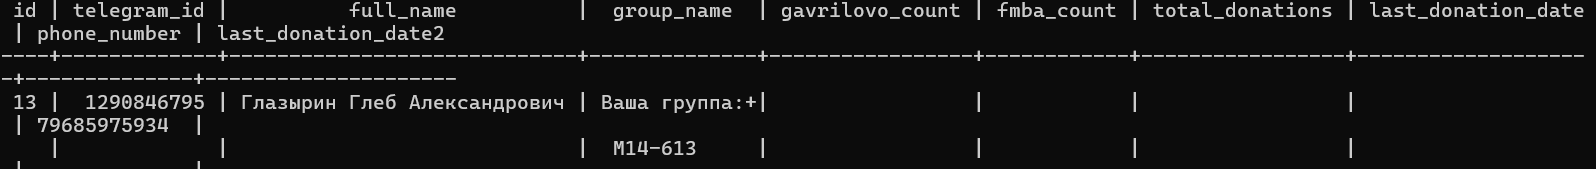 id | telegram_id | full_name | group_name | gavrilovo_count | fmba_count | total_donations | last_donation_date
| phone_number | last_donation_date2
----+-------------+-----------------------------+--------------+-----------------+------------+-----------------+-------------------
-+--------------+---------------------
13 | 1290846795 | Глазырин Глеб Александрович | Ваша группа:+| | | |
| 79685975934 |
| | | М14-613 | | | |
| |